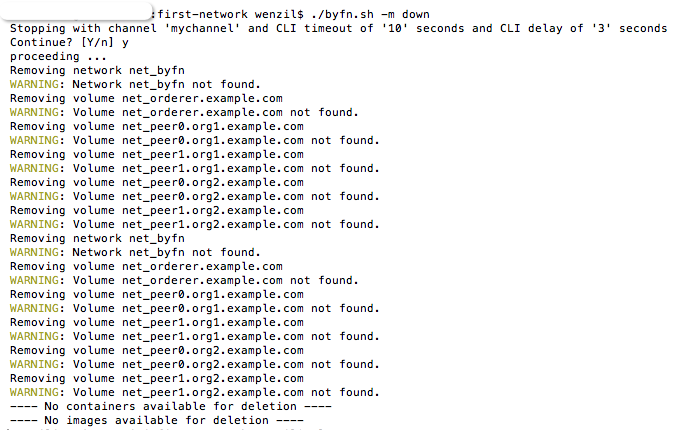 :first-network wenzil$ ./byfn.sh -m down
Stopping with channel 'mychannel' and CLI timeout of '10' seconds and CLI delay of '3' seconds
Continue? [Y/n] y
proceeding ...
Removing network net_byfn
WARNING: Network net_byfn not found.
Removing volume net_orderer.example.com
WARNING: Volume net_orderer.example.com not found.
Removing volume net_peer0.org1.example.com
WARNING: Volume net_peer0.org1.example.com not found.
Removing volume net_peer1.org1.example.com
WARNING: Volume net_peer1.org1.example.com not found.
Removing volume net_peer0.org2.example.com
WARNING: Volume net_peer0.org2.example.com not found.
Removing volume net_peer1.org2.example.com
WARNING: Volume net_peer1.org2.example.com not found.
Removing network net_byfn
WARNING: Network net_byfn not found.
Removing volume net_orderer.example.com
WARNING: Volume net_orderer.example.com not found.
Removing volume net_peer0.org1.example.com
WARNING: Volume net_peer0.org1.example.com not found.
Removing volume net_peer1.org1.example.com
WARNING: Volume net_peer1.org1.example.com not found.
Removing volume net_peer0.org2.example.com
WARNING: Volume net_peer0.org2.example.com not found.
Removing volume net_peer1.org2.example.com
WARNING: Volume net_peer1.org2.example.com not found.
---- No containers available for deletion ----
---- No images available for deletion ----